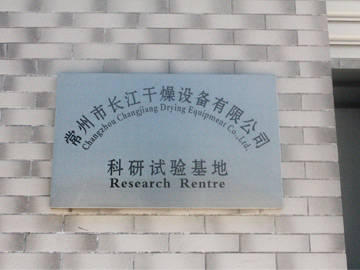 常州市长江干燥设备有限公司
Changzhou Changjiang Drying Equipment Co.,Ltd.
科研试验基地
Research Rentre